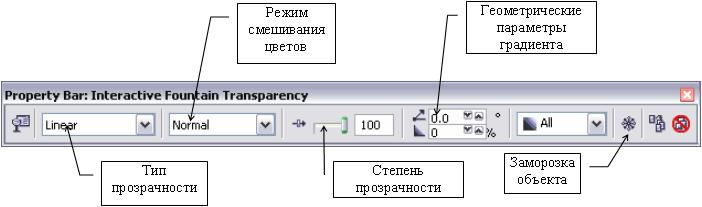 Режим
смешивания
цветов
Геометрические
параметры
градиента
Property Bar: Interactive Fountain Transparency
Linear
Normal
100
0.0 °
0 %
All
Тип
прозрачности
Степень
прозрачности
Заморозка
объекта